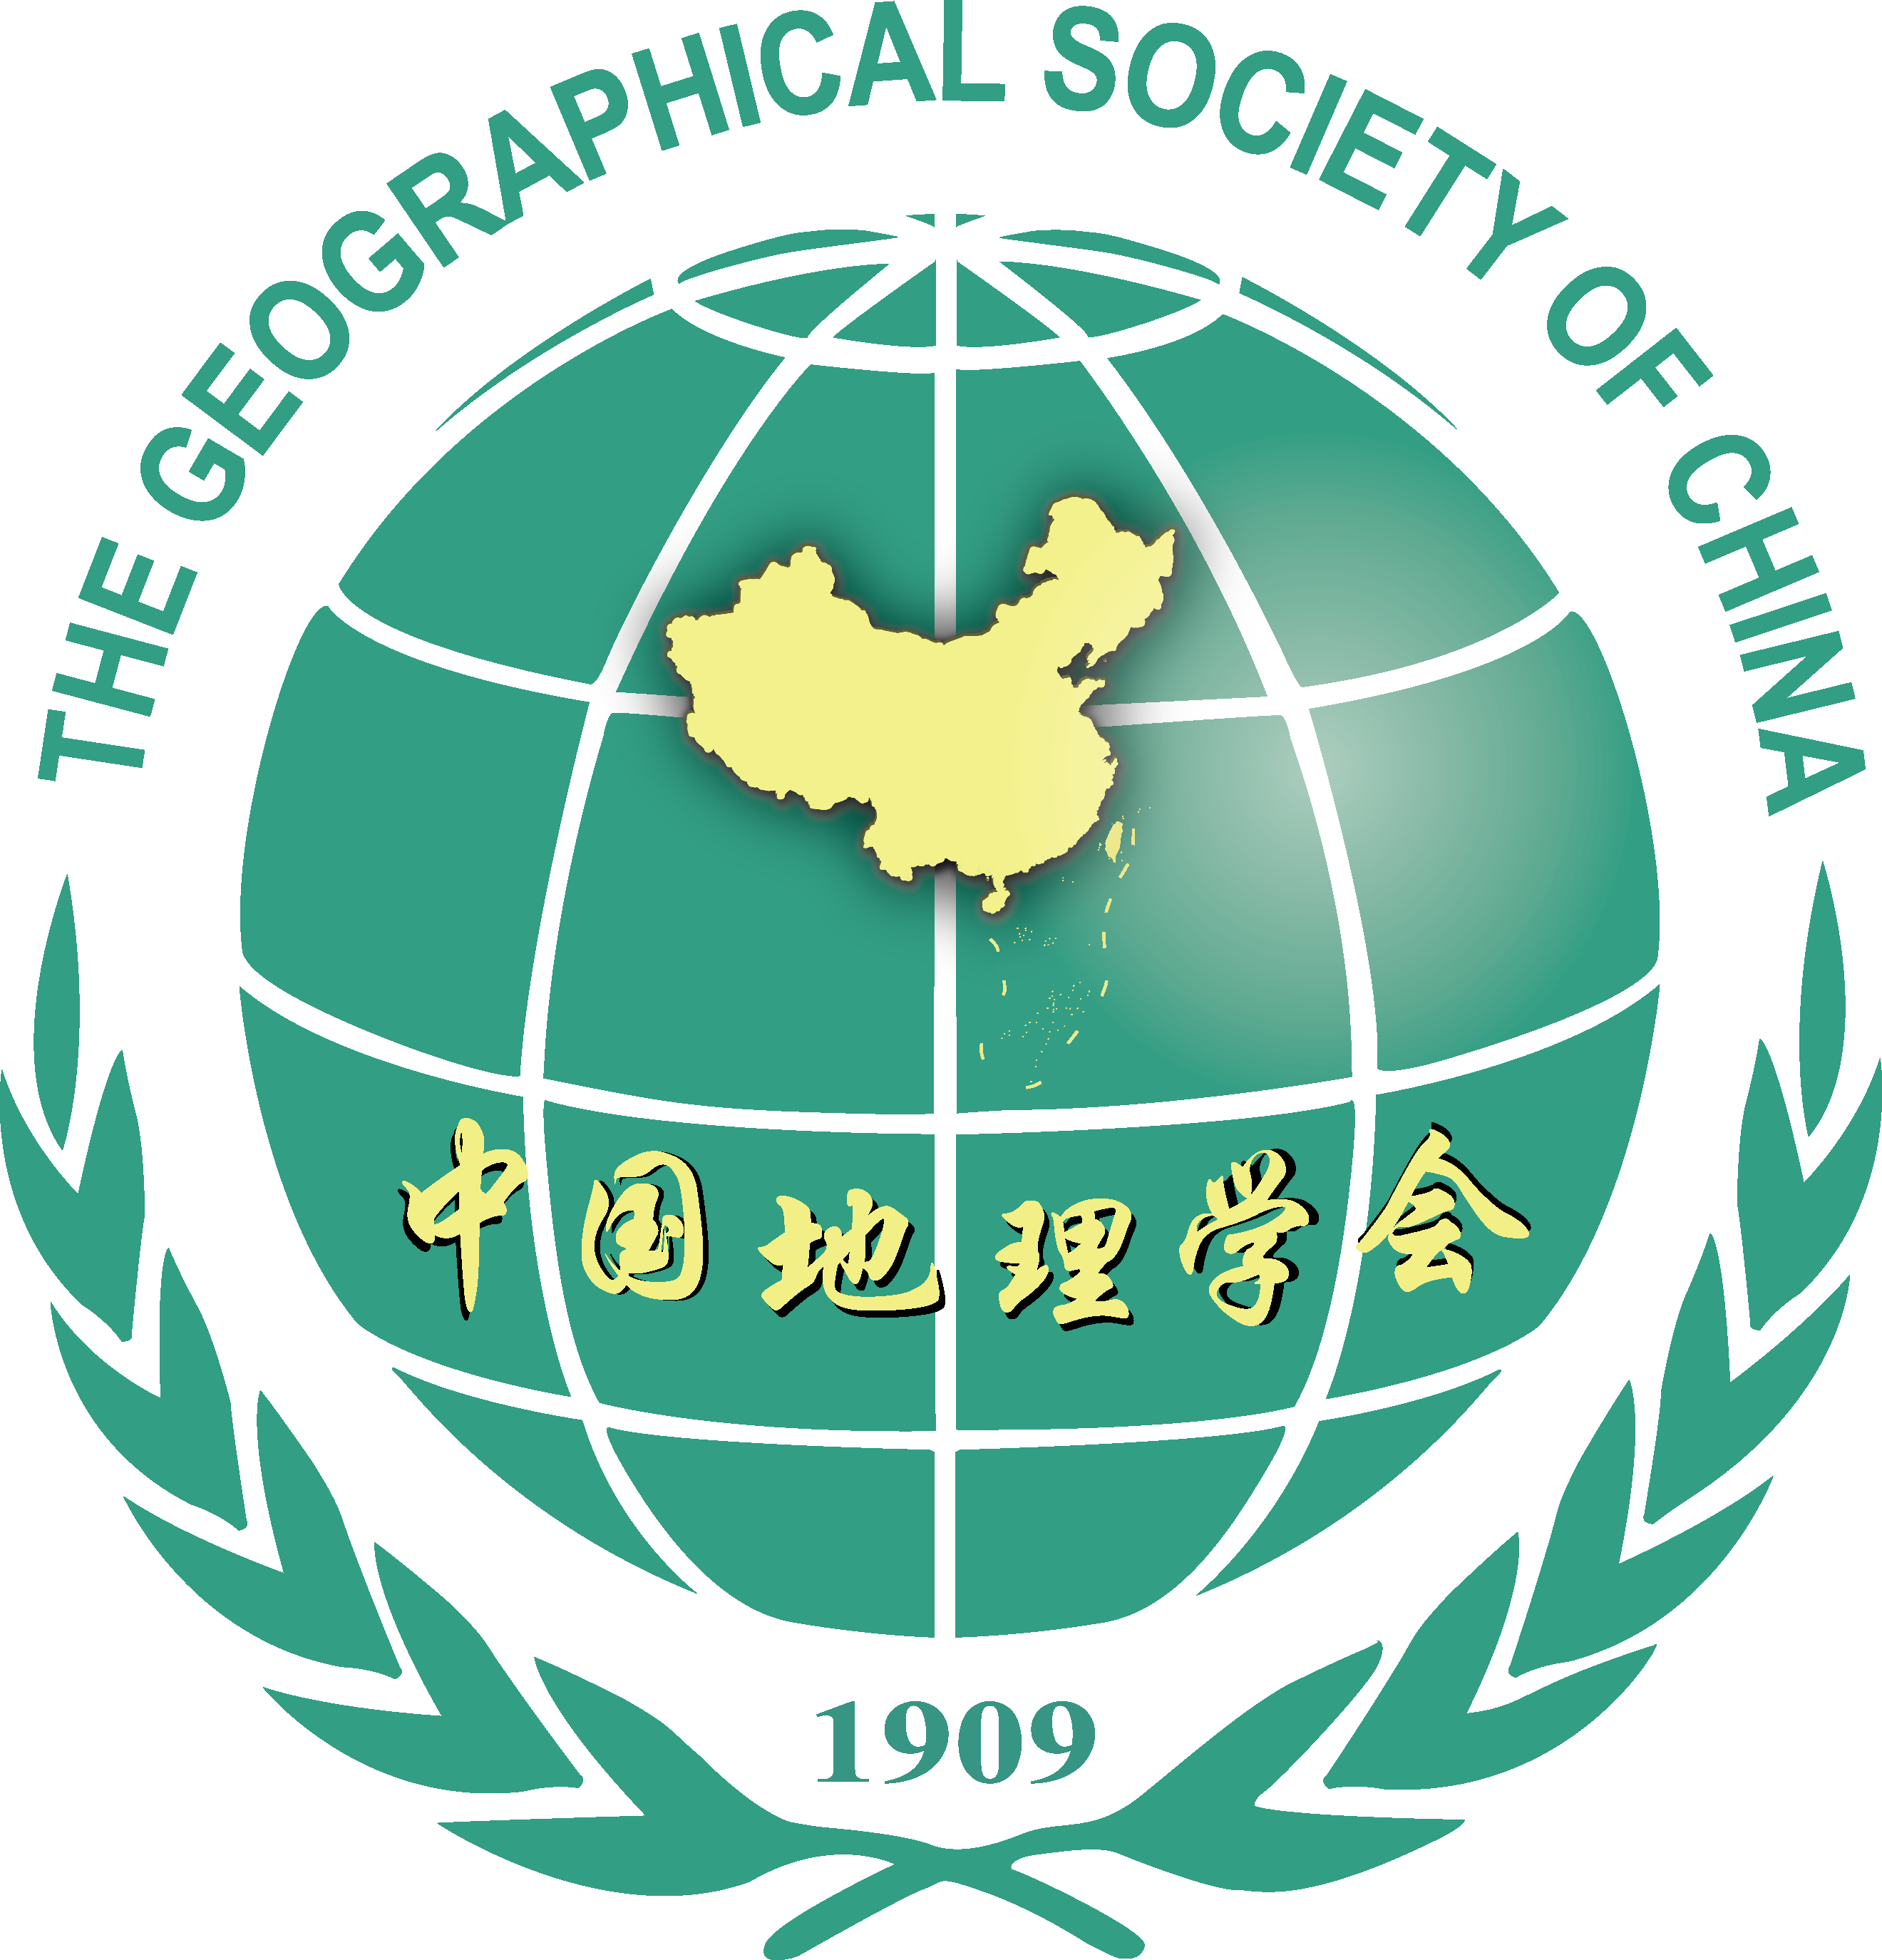 THE GEOGRAPHICAL SOCIETY OF CHINA
中国地理学会
1909